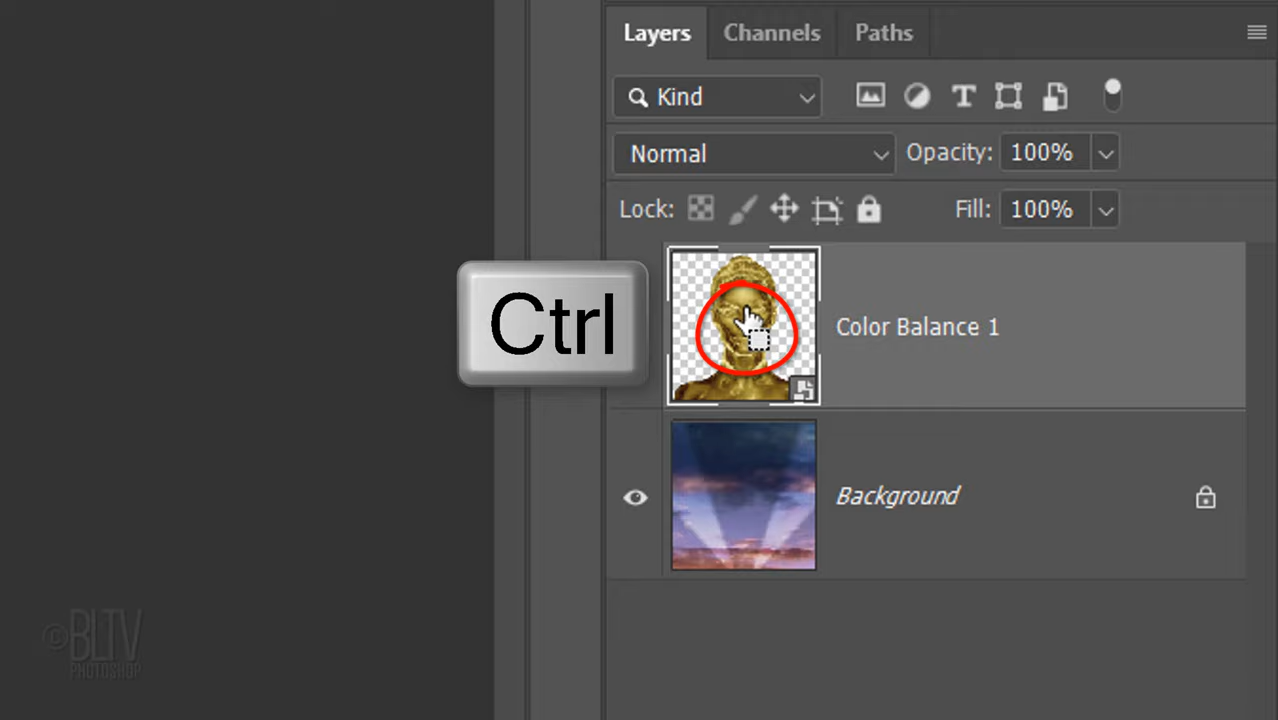 Layers Channels Paths
Kind
Normal Opacity: 100%
Lock: Fill: 100%
Ctrl
Color Balance 1
Background
©BLTV
PHOTOSHOP